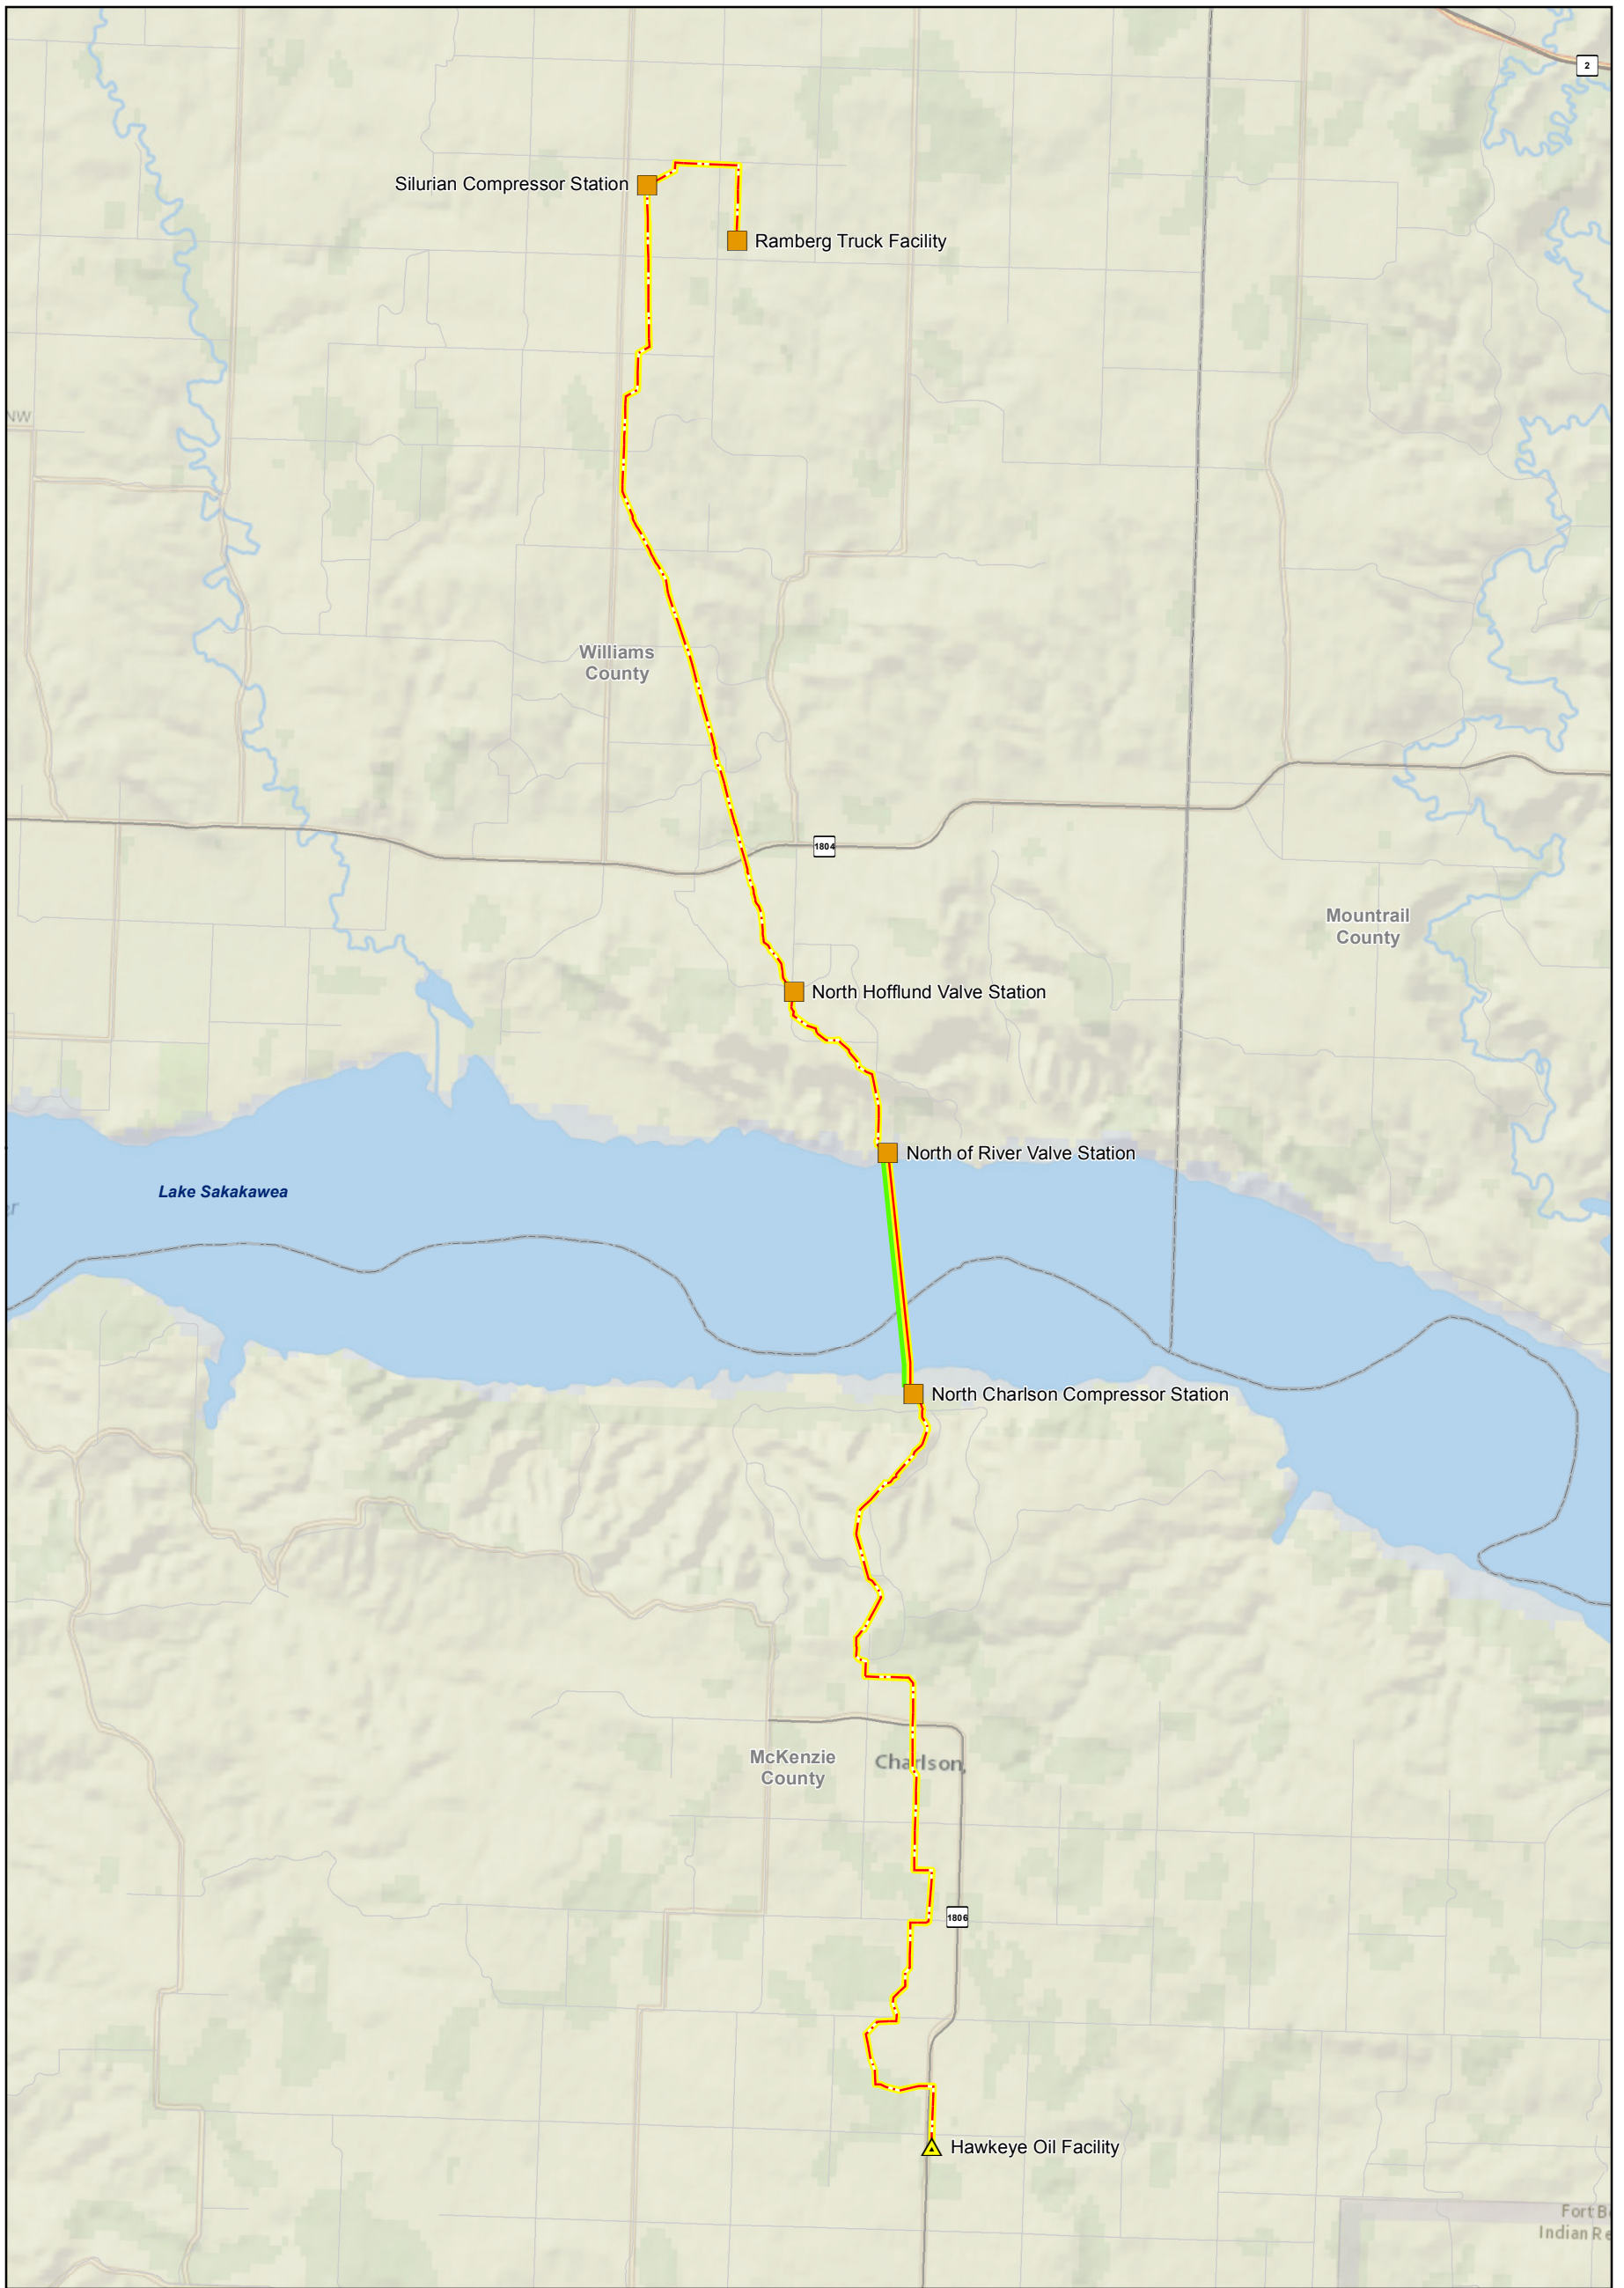 2
Silurian Compressor Station
Ramberg Truck Facility
NW
Williams
County
1804
Mountrail
County
North Hofflund Valve Station
North of River Valve Station
Lake Sakakawea
er
North Charlson Compressor Station
McKenzie
County
Charlson
1806
Hawkeye Oil Facility
Fort Be
Indian Re